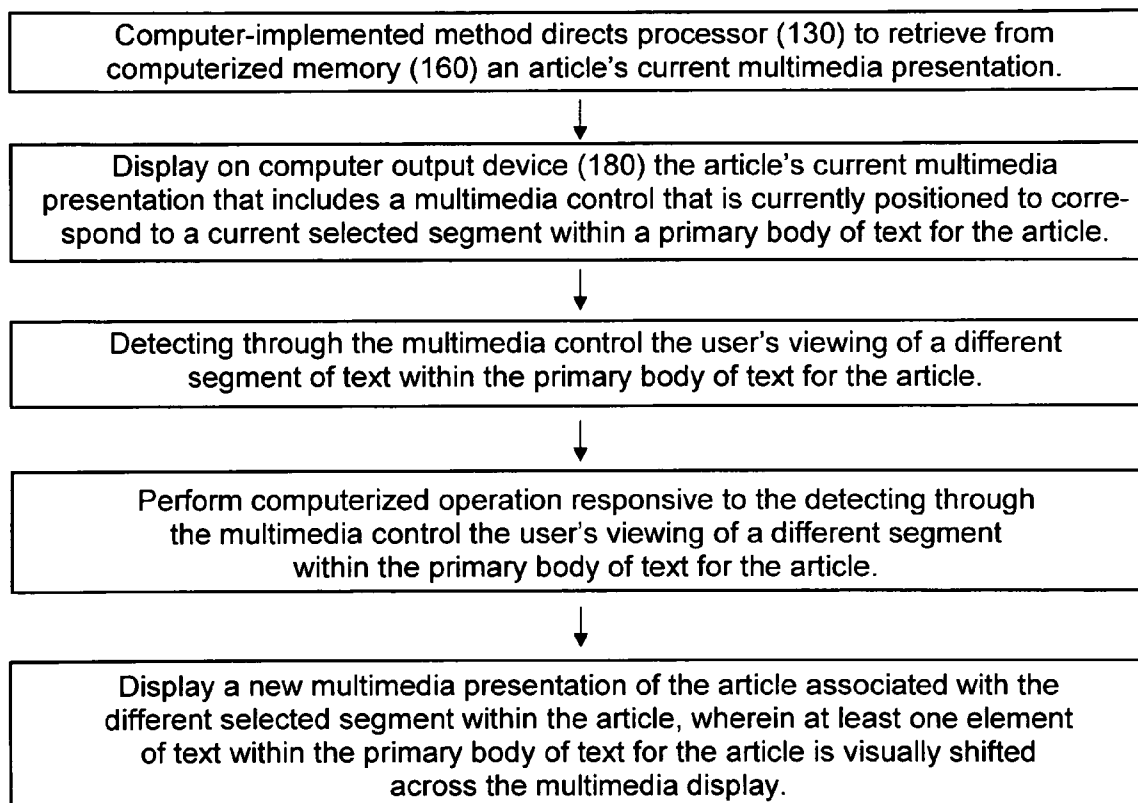 Computer-implemented method directs processor (130) to retrieve from
computerized memory (160) an article's current multimedia presentation.
Display on computer output device (180) the article's current multimedia
presentation that includes a multimedia control that is currently positioned to corre-
spond to a current selected segment within a primary body of text for the article.
Detecting through the multimedia control the user's viewing of a different
segment of text within the primary body of text for the article.
Perform computerized operation responsive to the detecting through
the multimedia control the user's viewing of a different segment
within the primary body of text for the article.
Display a new multimedia presentation of the article associated with the
different selected segment within the article, wherein at least one element
of text within the primary body of text for the article is visually shifted
across the multimedia display.